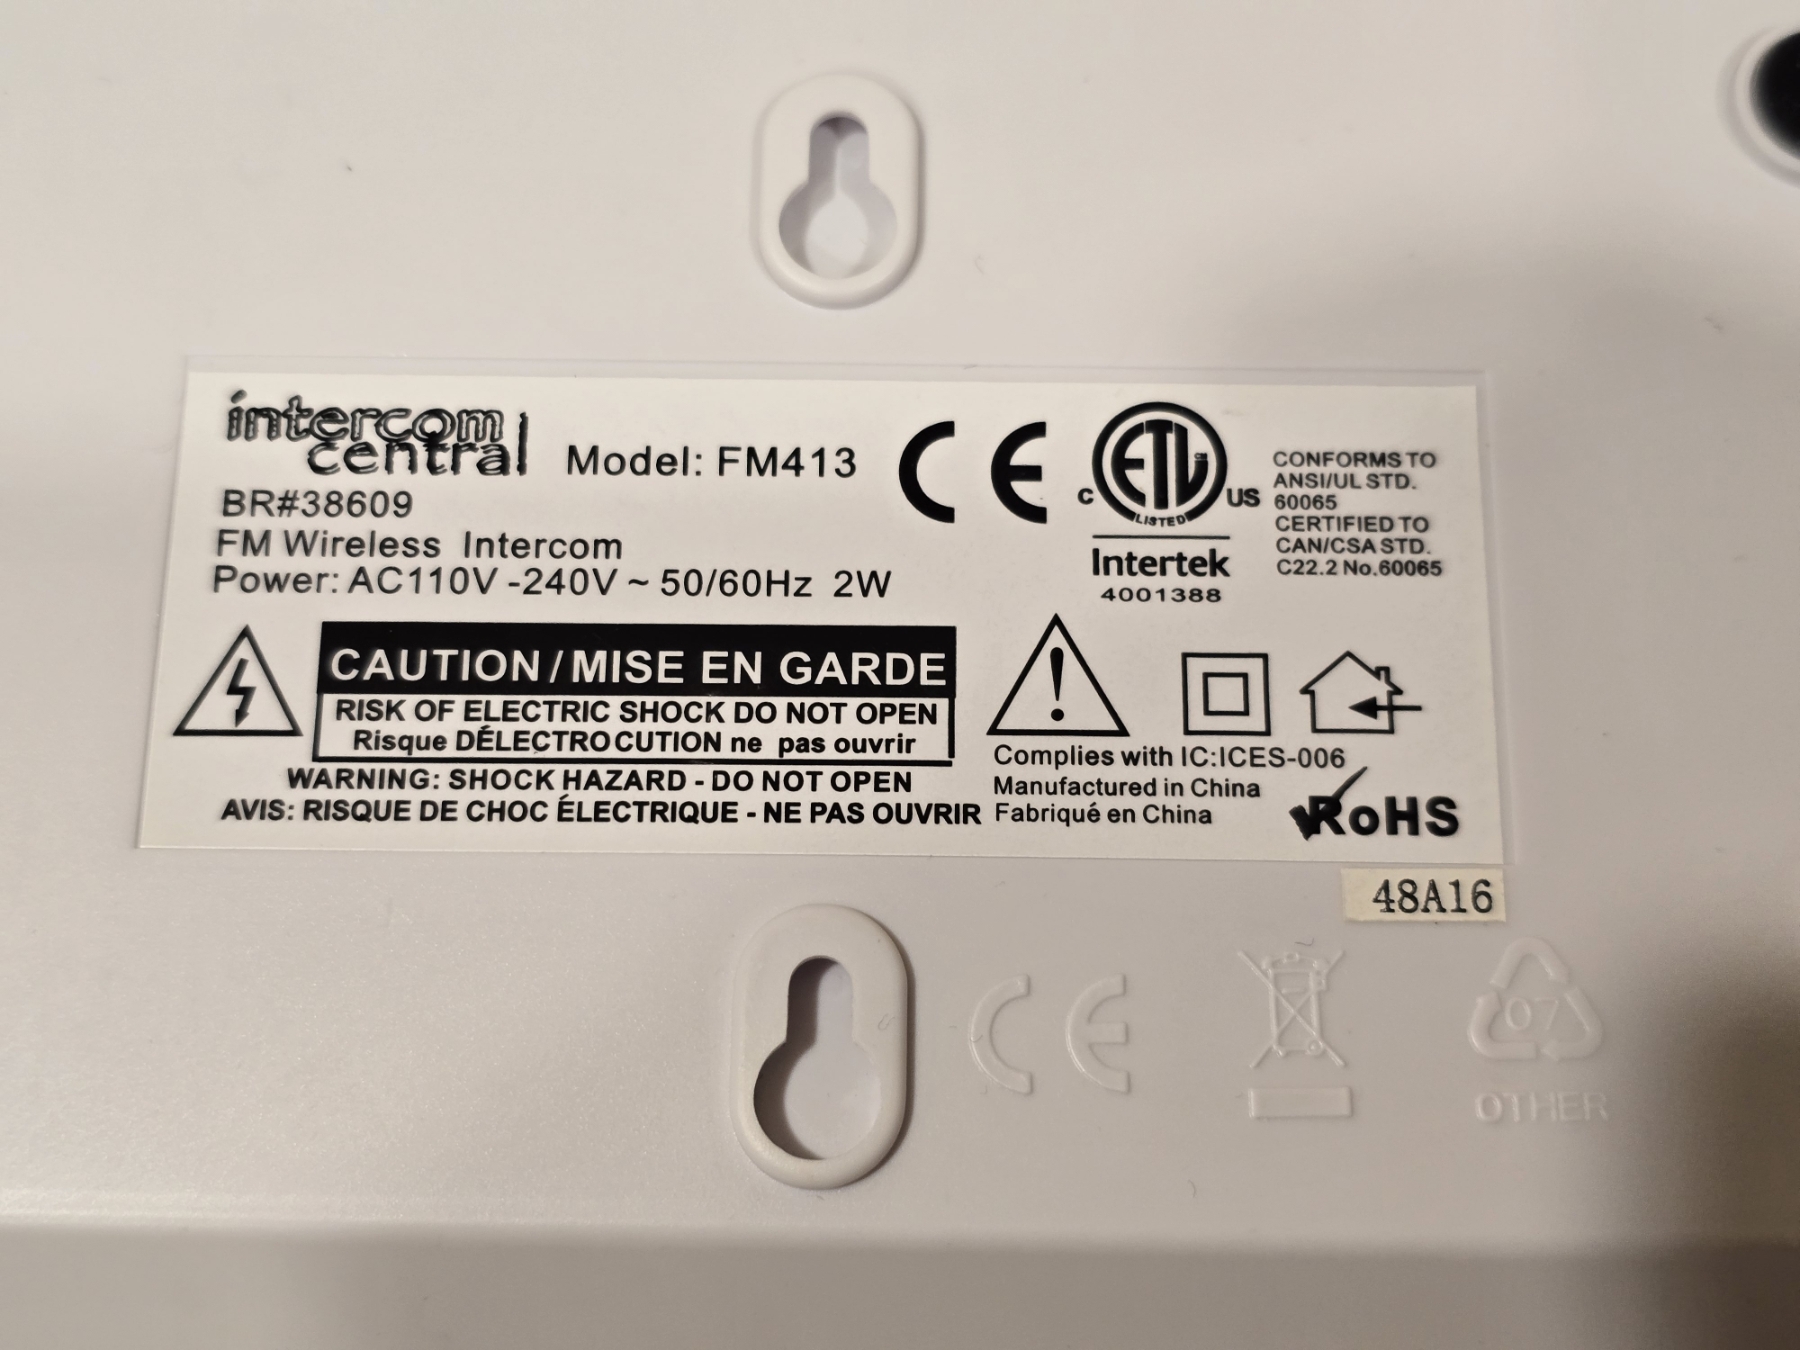 intercom
central
Model: FM413
BR#38609
FM Wireless Intercom
Power: AC110V -240V ~ 50/60Hz 2W
CE
ETL
C
US
LISTED
Intertek
4001388
CONFORMS TO
ANSI/UL STD.
60065
CERTIFIED TO
CAN/CSA STD.
C22.2 No.60065
CAUTION / MISE EN GARDE
RISK OF ELECTRIC SHOCK DO NOT OPEN
Risque DÉLECTROCUTION ne pas ouvrir
WARNING: SHOCK HAZARD - DO NOT OPEN
AVIS: RISQUE DE CHOC ÉLECTRIQUE - NE PAS OUVRIR
!
Complies with IC:ICES-006
Manufactured in China
Fabriqué en China
RoHS
48A16
CE
07
OTHER